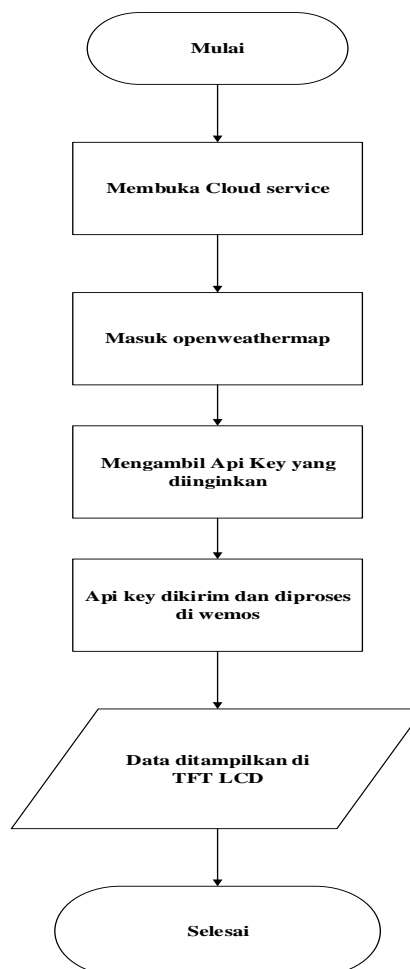 Mulai
Membuka Cloud service
Masuk openweathermap
Mengambil Api Key yang
diinginkan
Api key dikirim dan diproses
di wemos
Data ditampilkan di
TFT LCD
Selesai